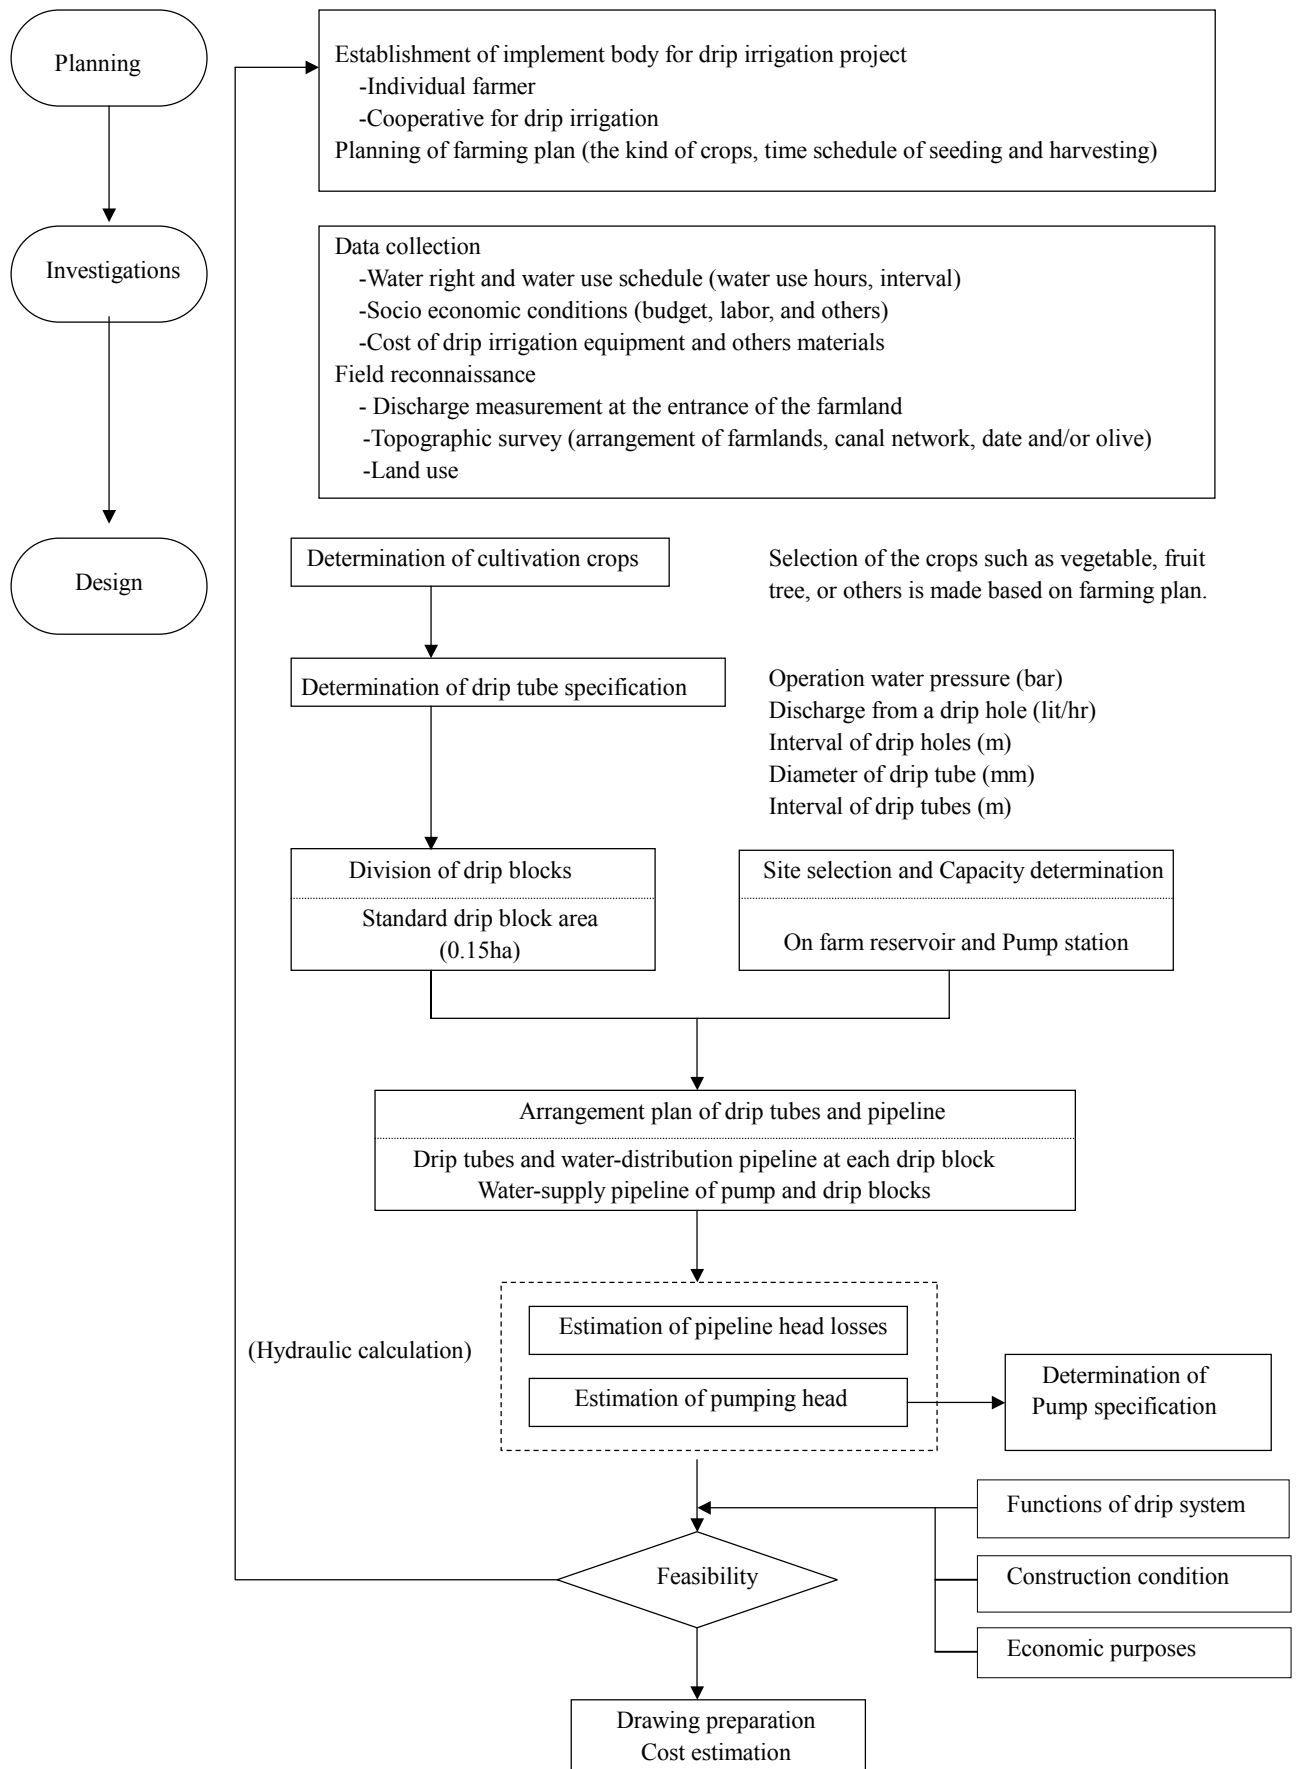 Planning
Establishment of implement body for drip irrigation project
-Individual farmer
-Cooperative for drip irrigation
Planning of farming plan (the kind of crops, time schedule of seeding and harvesting)
Investigations
Data collection
-Water right and water use schedule (water use hours, interval)
-Socio economic conditions (budget, labor, and others)
-Cost of drip irrigation equipment and others materials
Field reconnaissance
- Discharge measurement at the entrance of the farmland
-Topographic survey (arrangement of farmlands, canal network, date and/or olive)
-Land use
Design
Determination of cultivation crops
Selection of the crops such as vegetable, fruit
tree, or others is made based on farming plan.
Determination of drip tube specification
Operation water pressure (bar)
Discharge from a drip hole (lit/hr)
Interval of drip holes (m)
Diameter of drip tube (mm)
Interval of drip tubes (m)
Division of drip blocks
Standard drip block area
(0.15ha)
Site selection and Capacity determination
On farm reservoir and Pump station
Arrangement plan of drip tubes and pipeline
Drip tubes and water-distribution pipeline at each drip block
Water-supply pipeline of pump and drip blocks
(Hydraulic calculation)
Estimation of pipeline head losses
Estimation of pumping head
Determination of
Pump specification
Functions of drip system
Feasibility
Construction condition
Economic purposes
Drawing preparation
Cost estimation